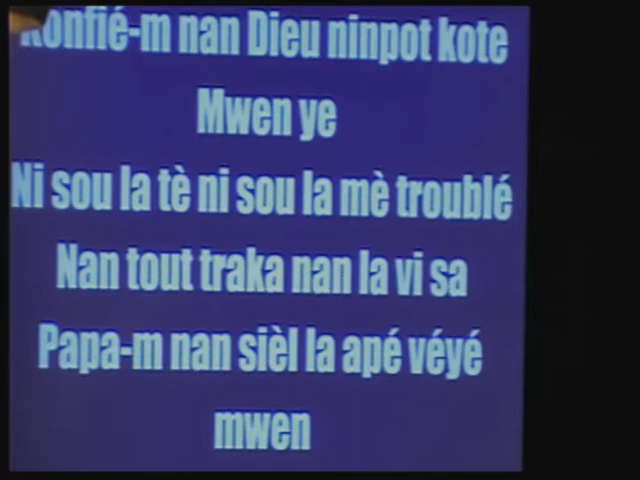 Konfié-m nan Dieu ninpot kote
Mwen ye
Ni sou la tè ni sou la mè troublé
Nan tout traka nan la vi sa
Papa-m nan sièl la apé véyé
mwen